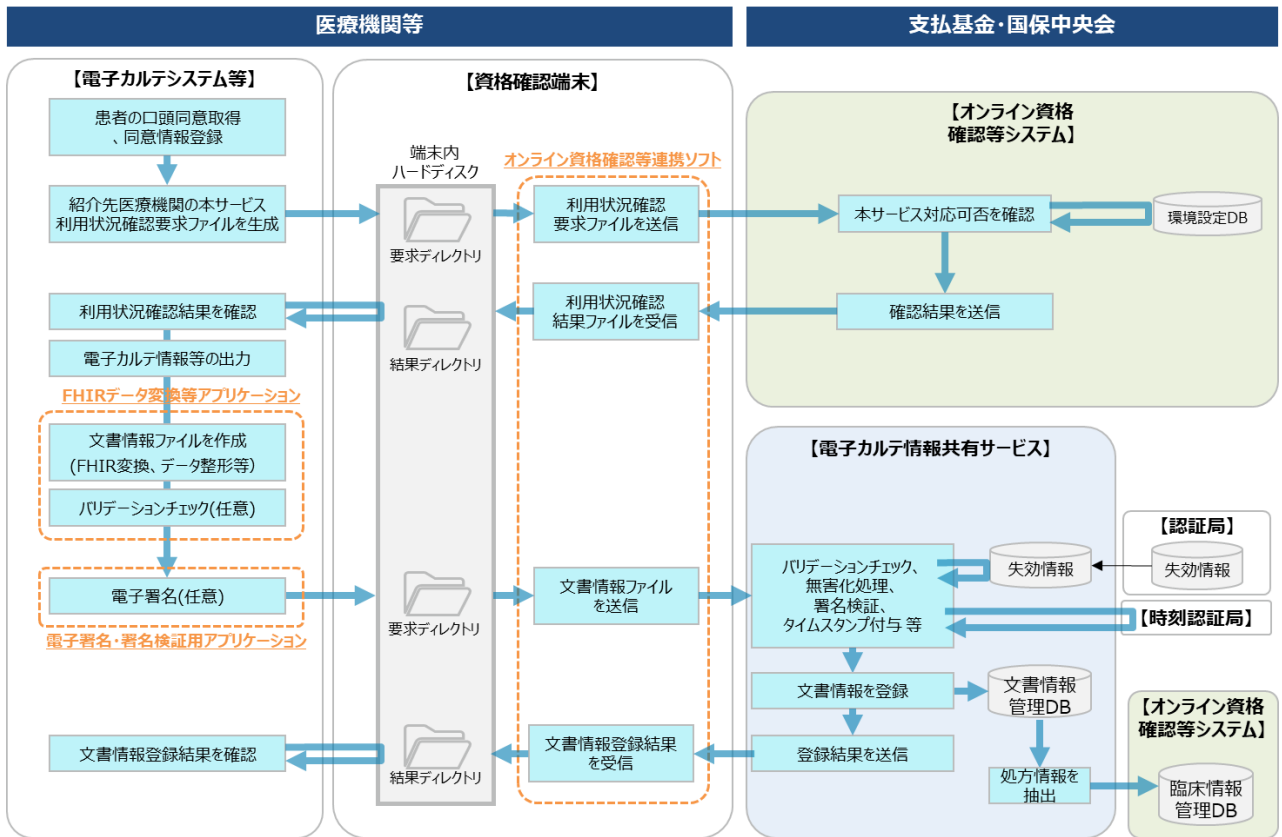 医療機関等
支払基金・国保中央会
【電子カルテシステム等】
患者の口頭同意取得
、同意情報登録
紹介先医療機関の本サービス
利用状況確認要求ファイルを生成
利用状況確認結果を確認
電子カルテ情報等の出力
FHIRデータ変換等アプリケーション
文書情報ファイルを作成
(FHIR変換、データ整形等)
バリデーションチェック(任意)
電子署名(任意)
電子署名・署名検証用アプリケーション
文書情報登録結果を確認
【資格確認端末】
端末内
ハードディスク
要求ディレクトリ
結果ディレクトリ
要求ディレクトリ
結果ディレクトリ
オンライン資格確認等連携ソフト
利用状況確認
要求ファイルを送信
利用状況確認
結果ファイルを受信
文書情報ファイル
を送信
文書情報登録結果
を受信
【オンライン資格
確認等システム】
本サービス対応可否を確認
環境設定DB
確認結果を送信
【電子カルテ情報共有サービス】
バリデーションチェック、
無害化処理、
署名検証、
タイムスタンプ付与 等
失効情報
【認証局】
失効情報
【時刻認証局】
文書情報を登録
文書情報
管理DB
登録結果を送信
処方情報を
抽出
【オンライン資格
確認等システム】
臨床情報
管理DB